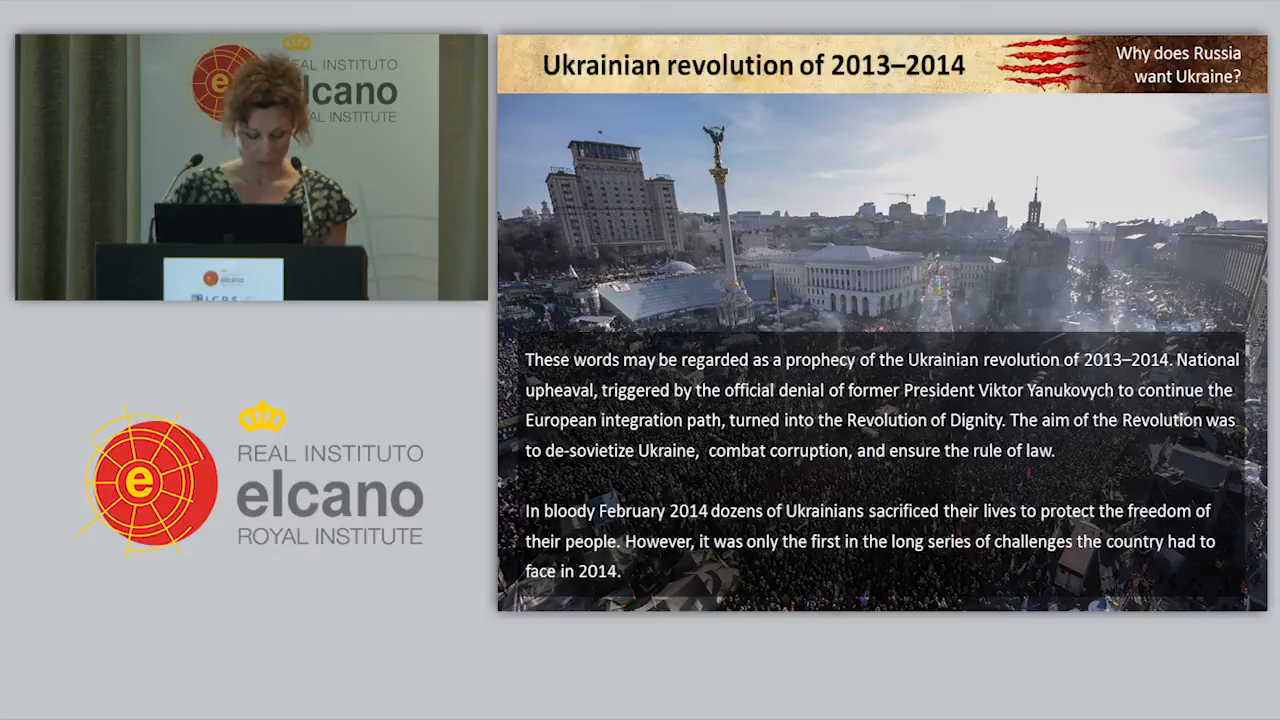 REAL INSTITUTO
lcano
AL INSTITUTE
e
elcano
Ukrainian revolution of 2013–2014
Why does Russia
want Ukraine?
These words may be regarded as a prophecy of the Ukrainian revolution of 2013–2014. National
upheaval, triggered by the official denial of former President Viktor Yanukovych to continue the
European integration path, turned into the Revolution of Dignity. The aim of the Revolution was
to de-sovietize Ukraine,  combat corruption, and ensure the rule of law.
In bloody February 2014 dozens of Ukrainians sacrificed their lives to protect the freedom of
their people. However, it was only the first in the long series of challenges the country had to
face in 2014.
e
REAL INSTITUTO
elcano
ROYAL INSTITUTE